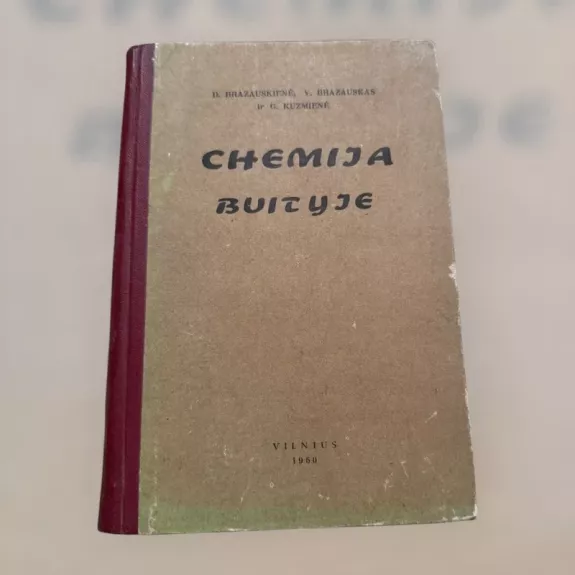 D. BRAZAUSKIENĖ, V. BRAZAUSKAS
ir G. KUZMIENĖ
CHEMIJA
BUITYJE
VILNIUS
1960